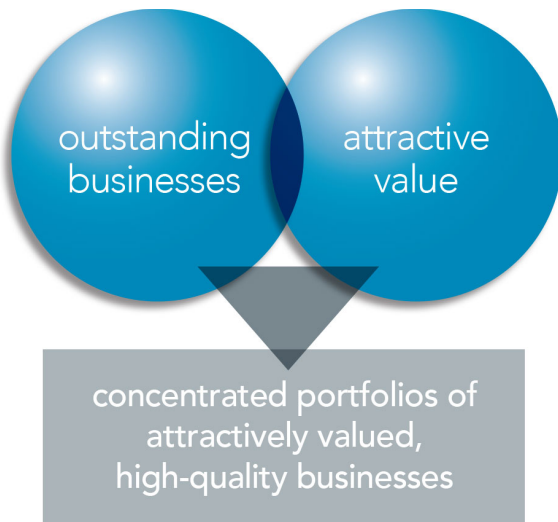 outstanding
businesses
attractive
value
concentrated portfolios of
attractively valued,
high-quality businesses